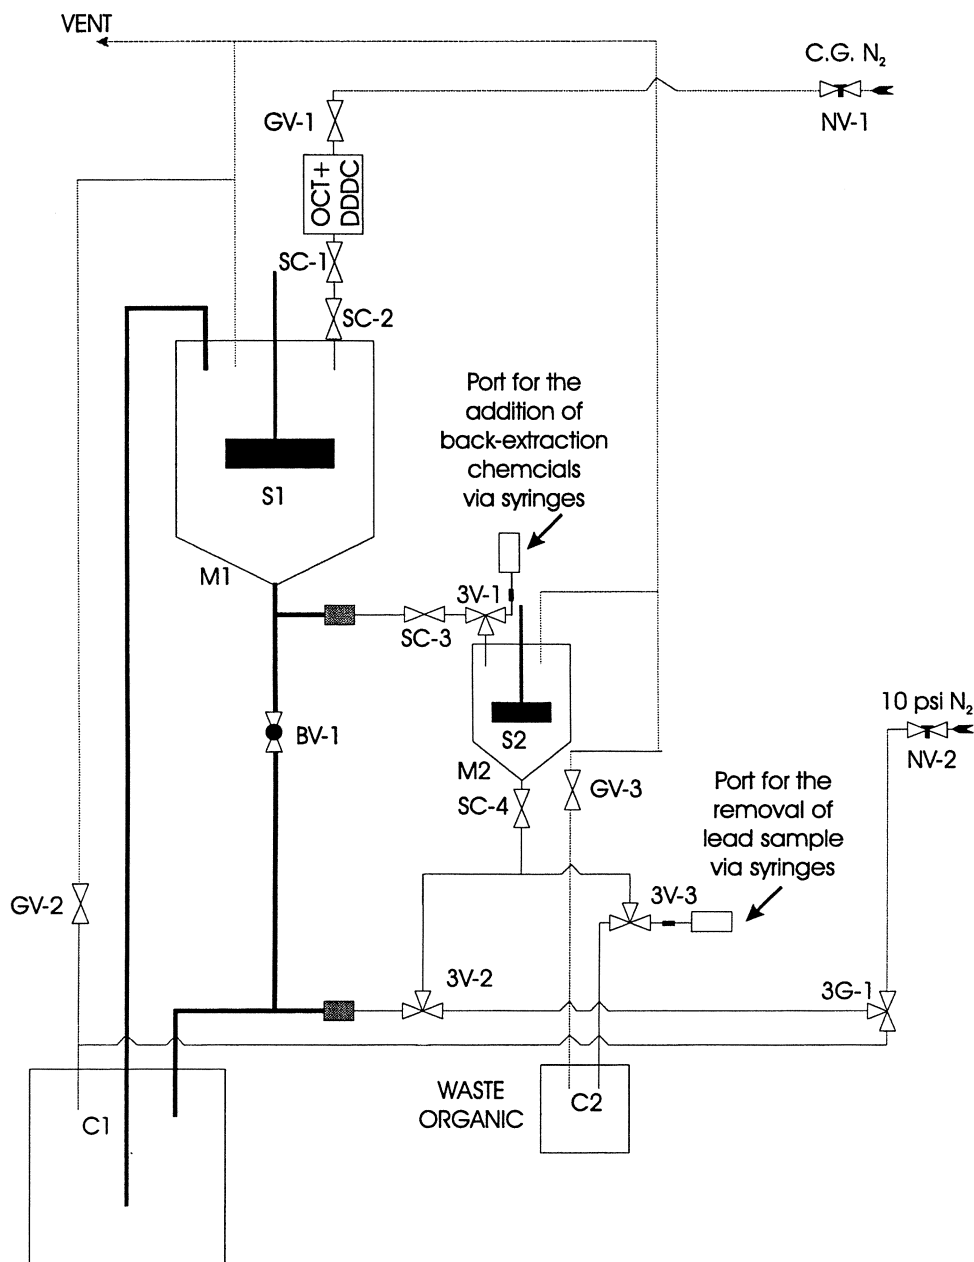 VENT
C.G. N₂
GV-1
NV-1
OCT+
DDDC
SC-1
SC-2
Port for the
addition of
back-extraction
chemcials
via syringes
S1
M1
3V-1
SC-3
S2
BV-1
M2
10 psi N₂
NV-2
SC-4
GV-3
Port for the
removal of
lead sample
via syringes
GV-2
3V-3
3V-2
3G-1
WASTE
ORGANIC
C1
C2